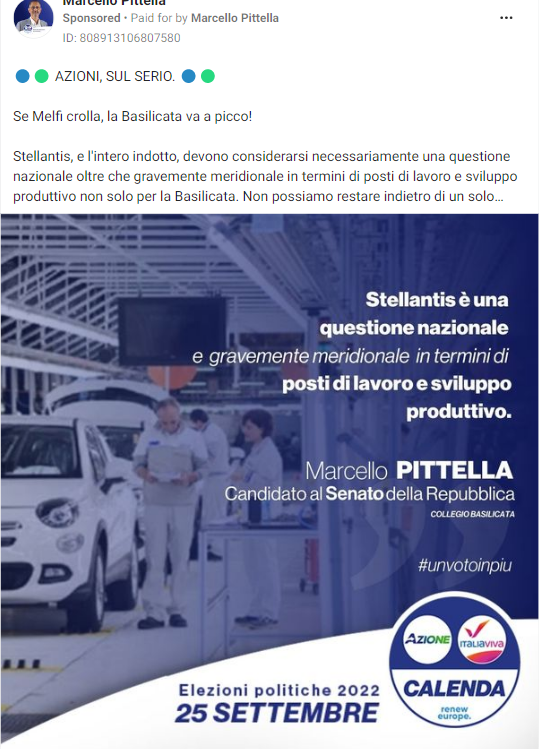 Marcello Pittella
Sponsored • Paid for by Marcello Pittella
ID: 808913106807580
AZIONI, SUL SERIO.
Se Melfi crolla, la Basilicata va a picco!
Stellantis, e l'intero indotto, devono considerarsi necessariamente una questione
nazionale oltre che gravemente meridionale in termini di posti di lavoro e sviluppo
produttivo non solo per la Basilicata. Non possiamo restare indietro di un solo...
Stellantis è una
questione nazionale
e gravemente meridionale in termini di
posti di lavoro e sviluppo
produttivo.
Marcello PITTELLA
Candidato al Senato della Repubblica
COLLEGIO BASILICATA
#unvotoinpiu
AZIONE
ITALIAVIVA
CALENDA
renew
europe.
Elezioni politiche 2022
25 SETTEMBRE